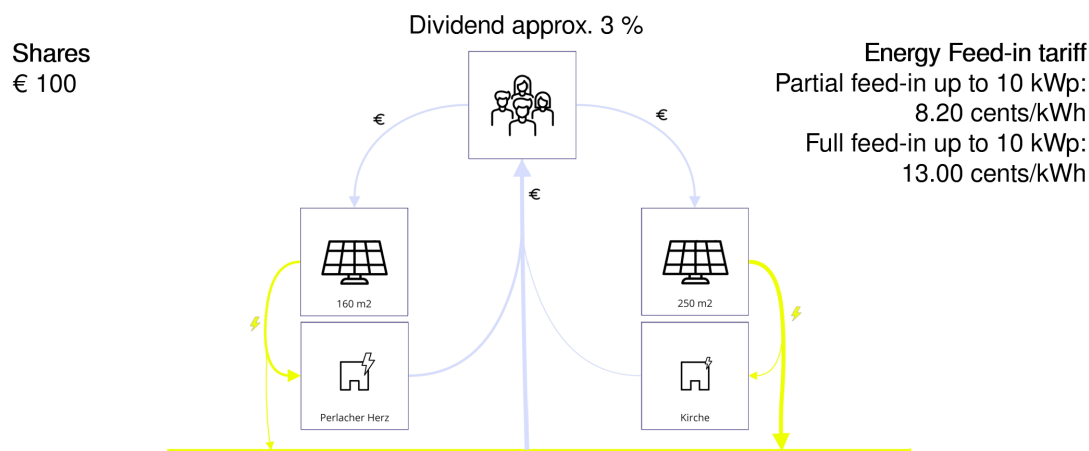 Dividend approx. 3 %
Shares
€ 100
Energy Feed-in tariff
Partial feed-in up to 10 kWp:
8.20 cents/kWh
Full feed-in up to 10 kWp:
13.00 cents/kWh
€
€
€
160 m2
250 m2
Perlacher Herz
Kirche